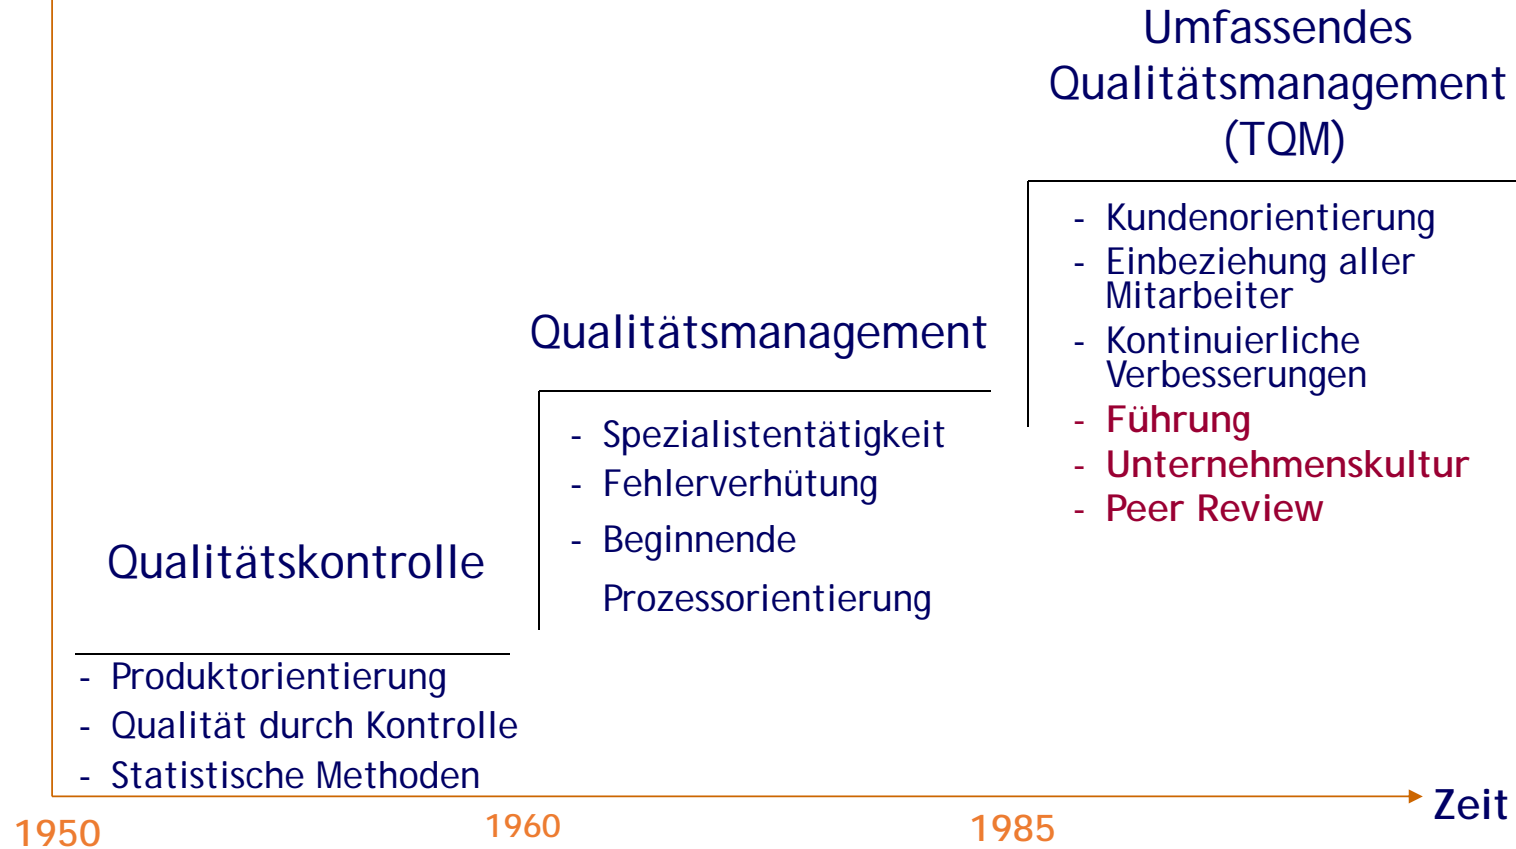 Umfassendes
Qualitätsmanagement
(TQM)
- Kundenorientierung
- Einbeziehung aller
Mitarbeiter
- Kontinuierliche
Verbesserungen
- Führung
- Unternehmenskultur
- Peer Review
Qualitätsmanagement
- Spezialistentätigkeit
- Fehlerverhütung
- Beginnende
Prozessorientierung
Qualitätskontrolle
- Produktorientierung
- Qualität durch Kontrolle
- Statistische Methoden
Zeit
1950
1960
1985